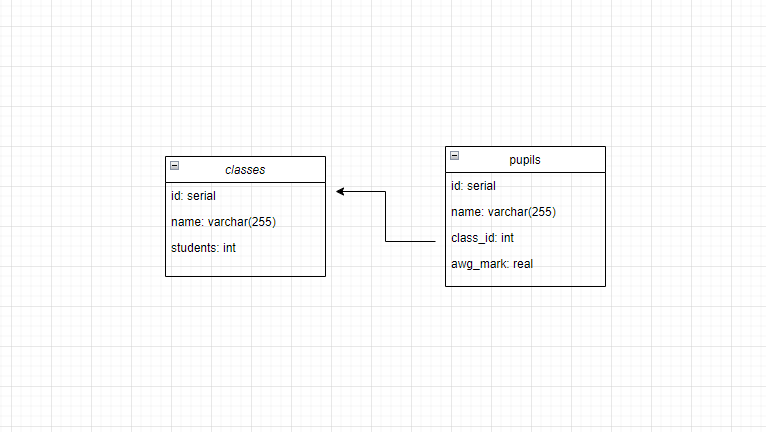 classes
id: serial
name: varchar(255)
students: int
pupils
id: serial
name: varchar(255)
class_id: int
awg_mark: real